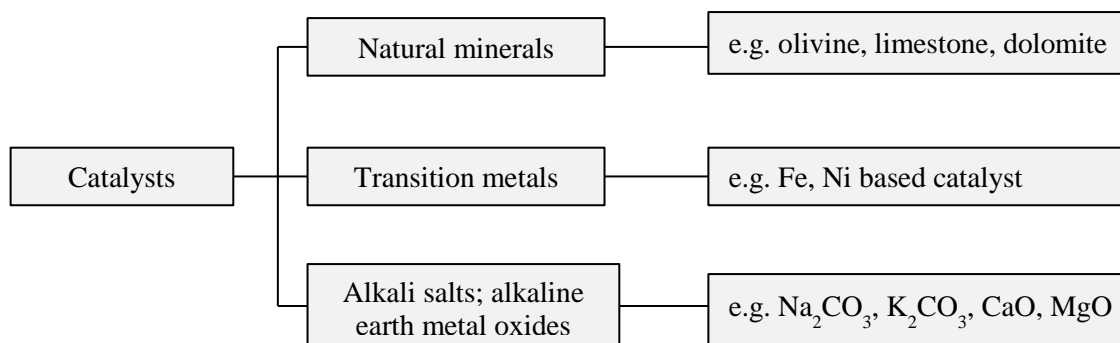 Natural minerals
e.g. olivine, limestone, dolomite
Catalysts
Transition metals
e.g. Fe, Ni based catalyst
Alkali salts; alkaline
earth metal oxides
e.g. Na₂CO₃, K₂CO₃, CaO, MgO